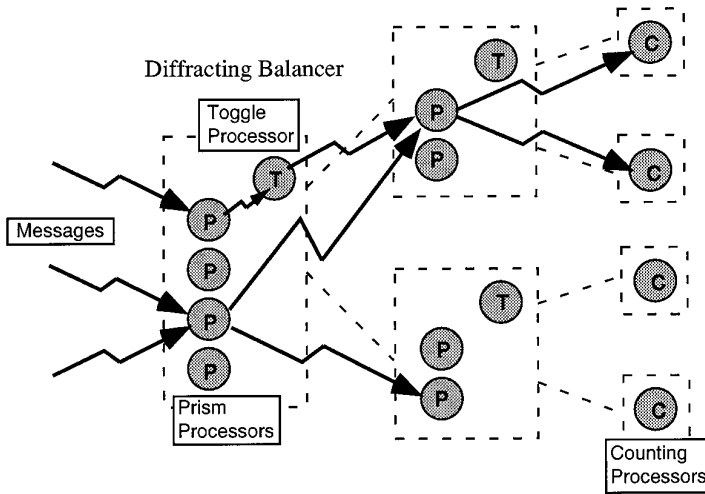 Diffracting Balancer
Toggle
Processor
Messages
T
P
P
P
P
Prism
Processors
T
P
P
T
P
P
C
C
C
C
Counting
Processors